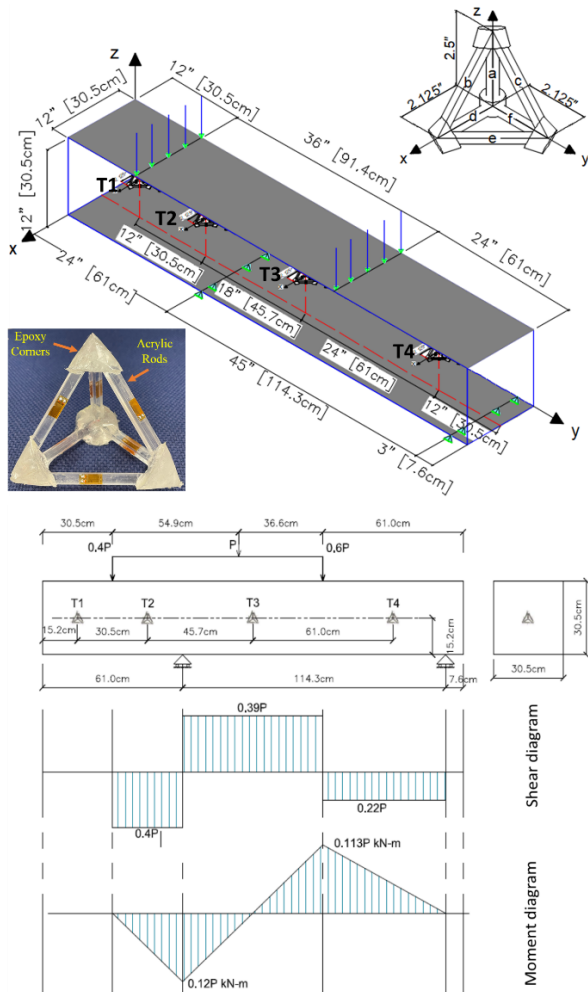 z
12" [30.5cm]
12" [30.5cm]
12" [30.5cm]
36" [91.4cm]
24" [61cm]
T1
T2
T3
T4
x
y
24" [61cm]
12" [30.5cm]
18" [45.7cm]
24" [61cm]
12" [30.5cm]
45" [114.3cm]
3" [7.6cm]
z
2.5"
2.125"
2.125"
a
b
c
d
f
e
x
y
Epoxy
Corners
Acrylic
Rods
30.5cm
54.9cm
36.6cm
61.0cm
0.4P
P
0.6P
T1
T2
T3
T4
15.2cm
30.5cm
45.7cm
61.0cm
15.2cm
30.5cm
61.0cm
114.3cm
7.6cm
30.5cm
0.39P
0.4P
0.22P
Shear diagram
0.113P kN-m
0.12P kN-m
Moment diagram